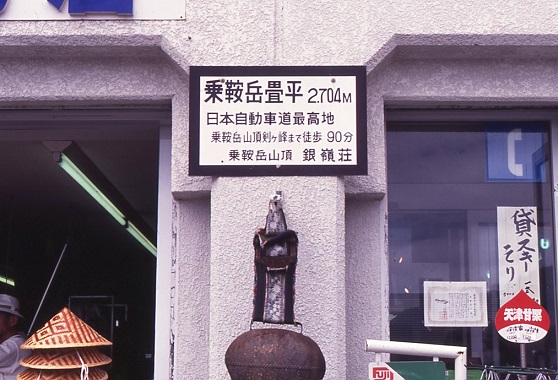 乗鞍岳畳平 2.704M
日本自動車道最高地
乗鞍岳山頂剣ヶ峰まで徒歩 90分
乗鞍岳山頂 銀嶺荘
貸スキー
そり
天津甘栗
FUJI